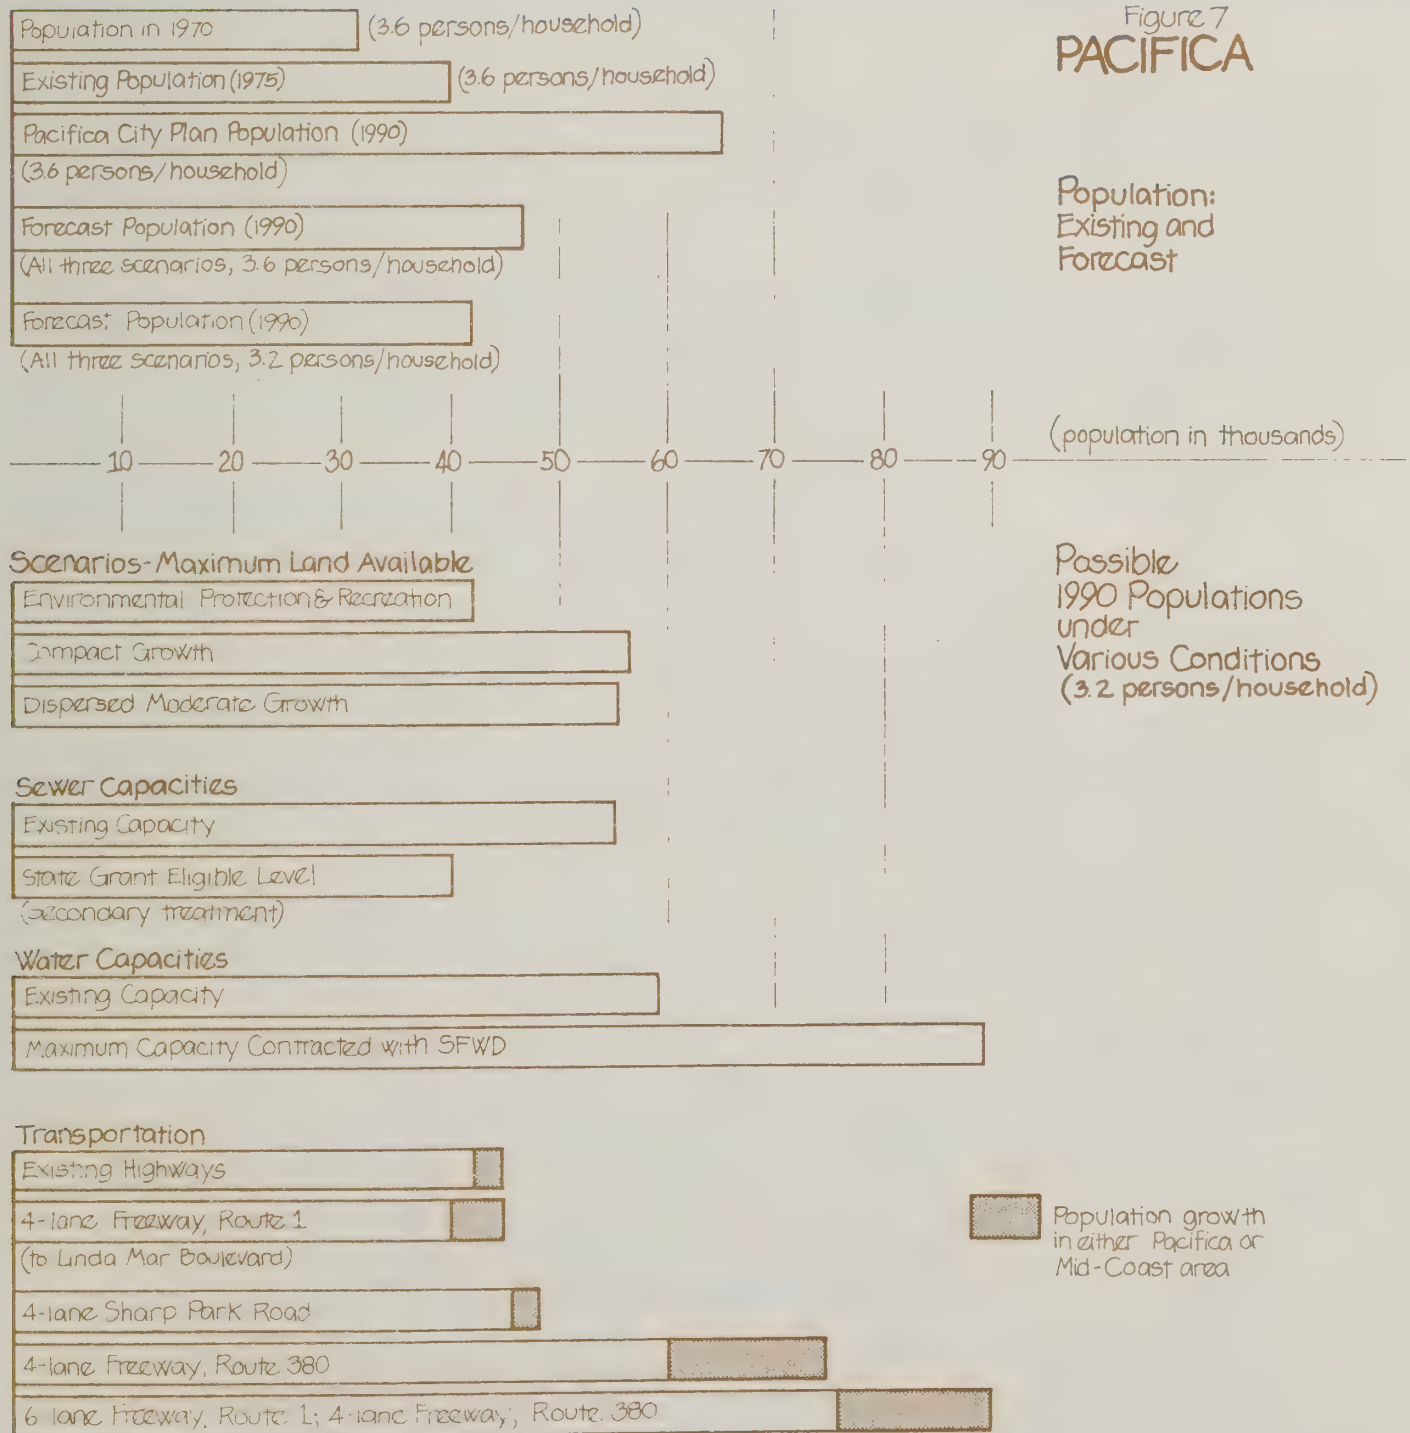 Figure 7
PACIFICA
Population in 1970 (3.6 persons/household)
Existing Population (1975) (3.6 persons/household)
Pacifica City Plan Population (1990)
(3.6 persons/household)
Forecast Population (1990)
(All three scenarios, 3.6 persons/household)
Forecast Population (1990)
(All three scenarios, 3.2 persons/household)
Population:
Existing and
Forecast
(population in thousands)
10 20 30 40 50 60 70 80 90
Scenarios-Maximum Land Available
Environmental Protection & Recreation
Compact Growth
Dispersed Moderate Growth
Possible
1990 Populations
under
Various Conditions
(3.2 persons/household)
Sewer Capacities
Existing Capacity
State Grant Eligible Level
(secondary treatment)
Water Capacities
Existing Capacity
Maximum Capacity Contracted with SFWD
Transportation
Existing Highways
4-lane Freeway, Route 1
(to Linda Mar Boulevard)
4-lane Sharp Park Road
4-lane Freeway, Route 380
6 lane Freeway, Route 1; 4-lane Freeway, Route 380
Population growth
in either Pacifica or
Mid-Coast area